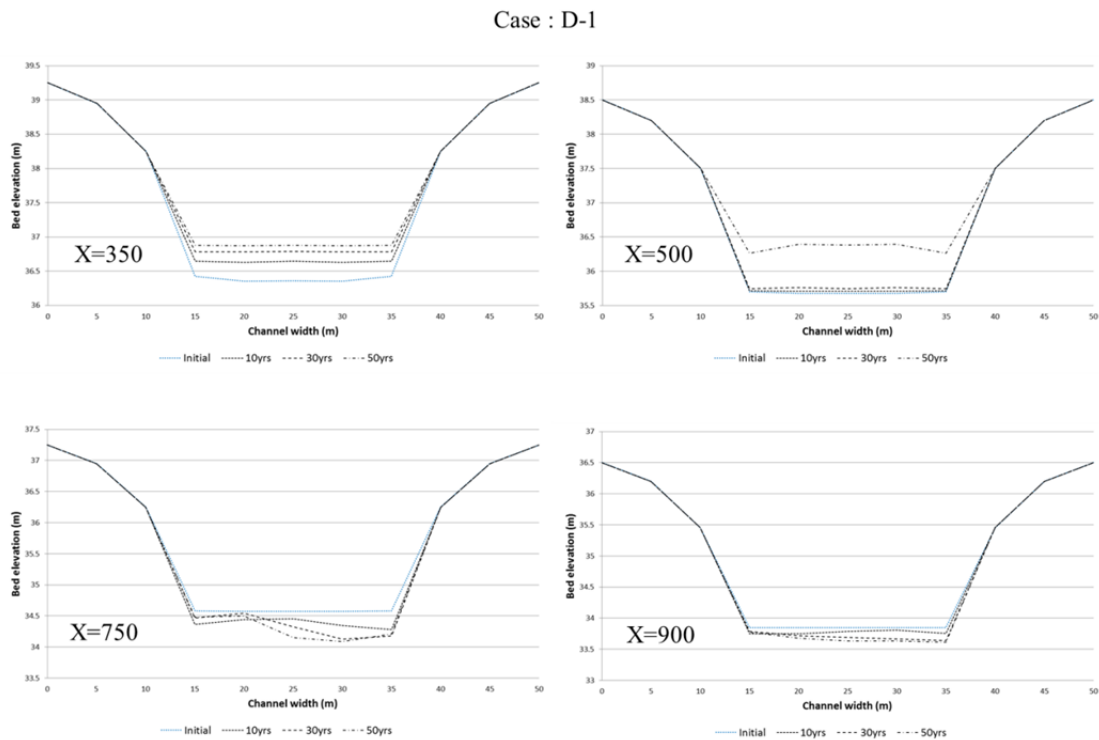 Case : D-1
39.5
39
38.5
38
37.5
37
36.5
36
Bed elevation (m)
X=350
0 5 10 15 20 25 30 35 40 45 50
Channel width (m)
Initial 10yrs 30yrs 50yrs
39
38.5
38
37.5
37
36.5
36
35.5
Bed elevation (m)
X=500
0 5 10 15 20 25 30 35 40 45 50
Channel width (m)
Initial 10yrs 30yrs 50yrs
37.5
37
36.5
36
35.5
35
34.5
34
33.5
Bed elevation (m)
X=750
0 5 10 15 20 25 30 35 40 45 50
Channel width (m)
Initial 10yrs 30yrs 50yrs
37
36.5
36
35.5
35
34.5
34
33.5
33
Bed elevation (m)
X=900
0 5 10 15 20 25 30 35 40 45 50
Channel width (m)
Initial 10yrs 30yrs 50yrs